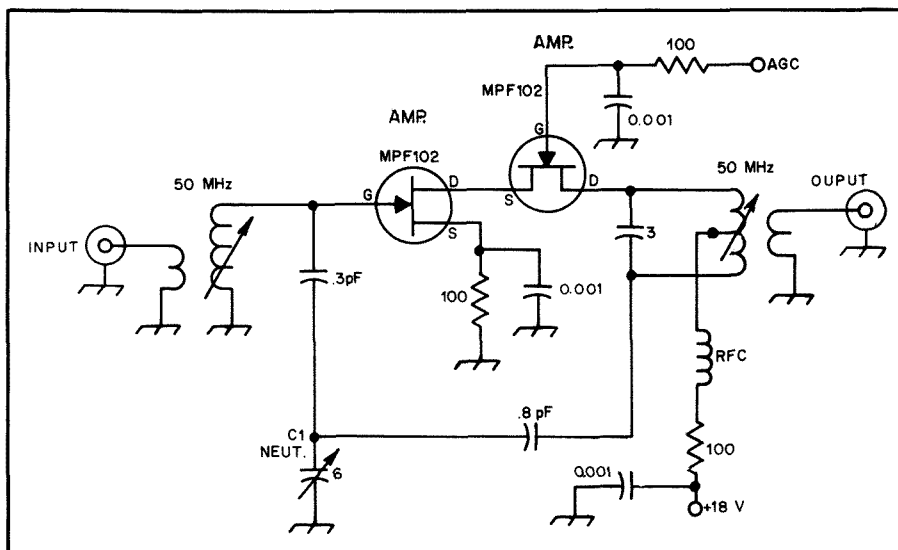 AMP.
100
AGC
MPF102
0.001
G
AMP.
MPF102
50 MHz
50 MHz
OUPUT
G
D
S
D
S
INPUT
3
.3pF
100
0.001
RFC
.8 pF
C1
NEUT.
6
100
0.001
+18 V